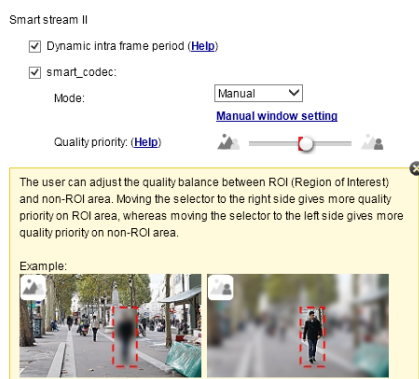 Smart stream II
Dynamic intra frame period (Help)
smart_codec:
Mode: Manual
Manual window setting
Quality priority: (Help)
The user can adjust the quality balance between ROI (Region of Interest)
and non-ROI area. Moving the selector to the right side gives more quality
priority on ROI area, whereas moving the selector to the left side gives more
quality priority on non-ROI area.
Example: